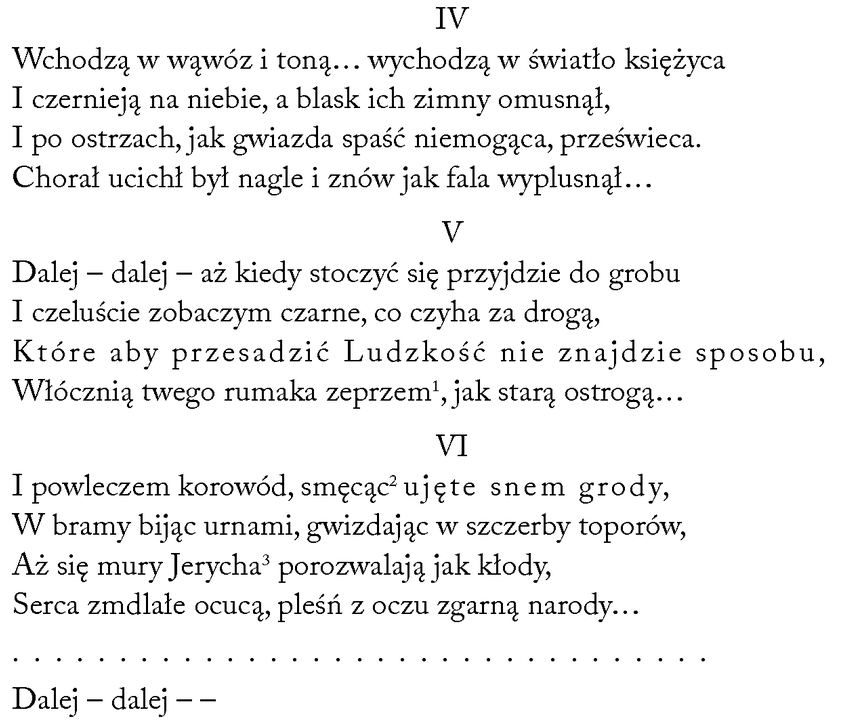 IV
Wchodzą w wąwóz i toną… wychodzą w światło księżyca
I czernieją na niebie, a blask ich zimny omusnął,
I po ostrzach, jak gwiazda spaść niemogąca, prześwieca.
Chorał ucichł był nagle i znów jak fala wyplusnął…
V
Dalej – dalej – aż kiedy stoczyć się przyjdzie do grobu
I czeluście zobaczym czarne, co czyha za drogą,
Które aby przesadzić Ludzkość nie znajdzie sposobu,
Włócznią twego rumaka zeprzem¹, jak starą ostrogą…
VI
I powleczem korowód, smęcąc² ujęte snem grody,
W bramy bijąc urnami, gwizdając w szczerby toporów,
Aż się mury Jerycha³ porozwalają jak kłody,
Serca zmdlałe ocucą, pleśń z oczu zgarną narody…
. . . . . . . . . . . . . . . . . . . . . . . . . . . . . . . . .
Dalej – dalej – –